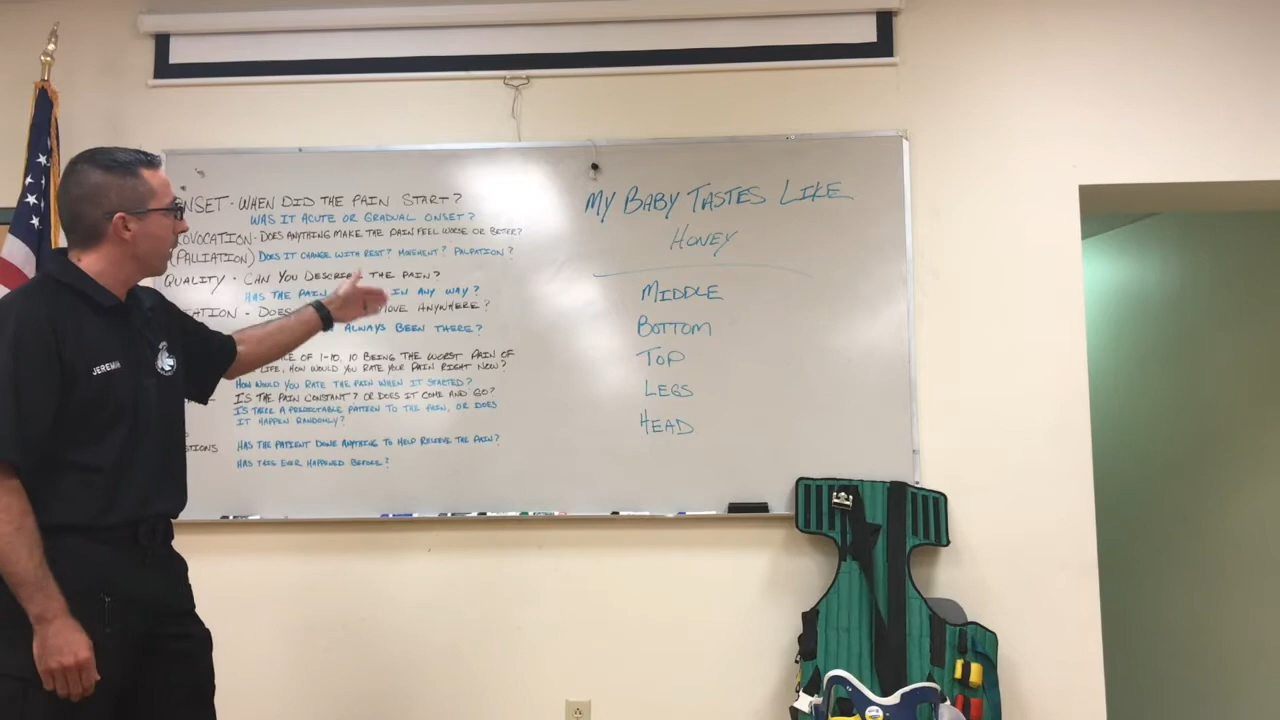 NSET - WHEN DID THE PAIN START?
WAS IT ACUTE OR GRADUAL ONSET?
ROVOCATION - DOES ANYTHING MAKE THE PAIN FEEL WORSE OR BETTER?
(PALLIATION) DOES IT CHANGE WITH REST? MOVEMENT? PALPATION?
QUALITY - CAN YOU DESCRIBE THE PAIN?
HAS THE PAIN IN ANY WAY?
ATION - DOES MOVE ANYWHERE?
ALWAYS BEEN THERE?
OF 1-10, 10 BEING THE WORST PAIN OF
LIFE, HOW WOULD YOU RATE YOUR PAIN RIGHT NOW?
HOW WOULD YOU RATE THE PAIN WHEN IT STARTED?
IS THE PAIN CONSTANT? OR DOES IT COME AND GO?
IS THERE A PREDICTABLE PATTERN TO THE PAIN, OR DOES
IT HAPPEN RANDOMLY?
STIONS HAS THE PATIENT DONE ANYTHING TO HELP RELIEVE THE PAIN?
HAS THIS EVER HAPPENED BEFORE?
MY BABY TASTES LIKE
HONEY
MIDDLE
BOTTOM
TOP
LEGS
HEAD
JEREMIAH